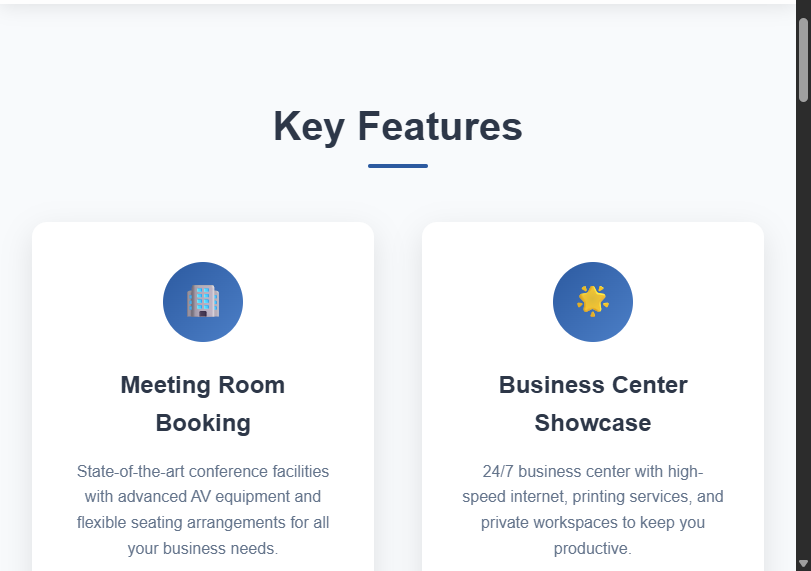 Key Features
Meeting Room
Booking
State-of-the-art conference facilities
with advanced AV equipment and
flexible seating arrangements for all
your business needs.
Business Center
Showcase
24/7 business center with high-
speed internet, printing services, and
private workspaces to keep you
productive.